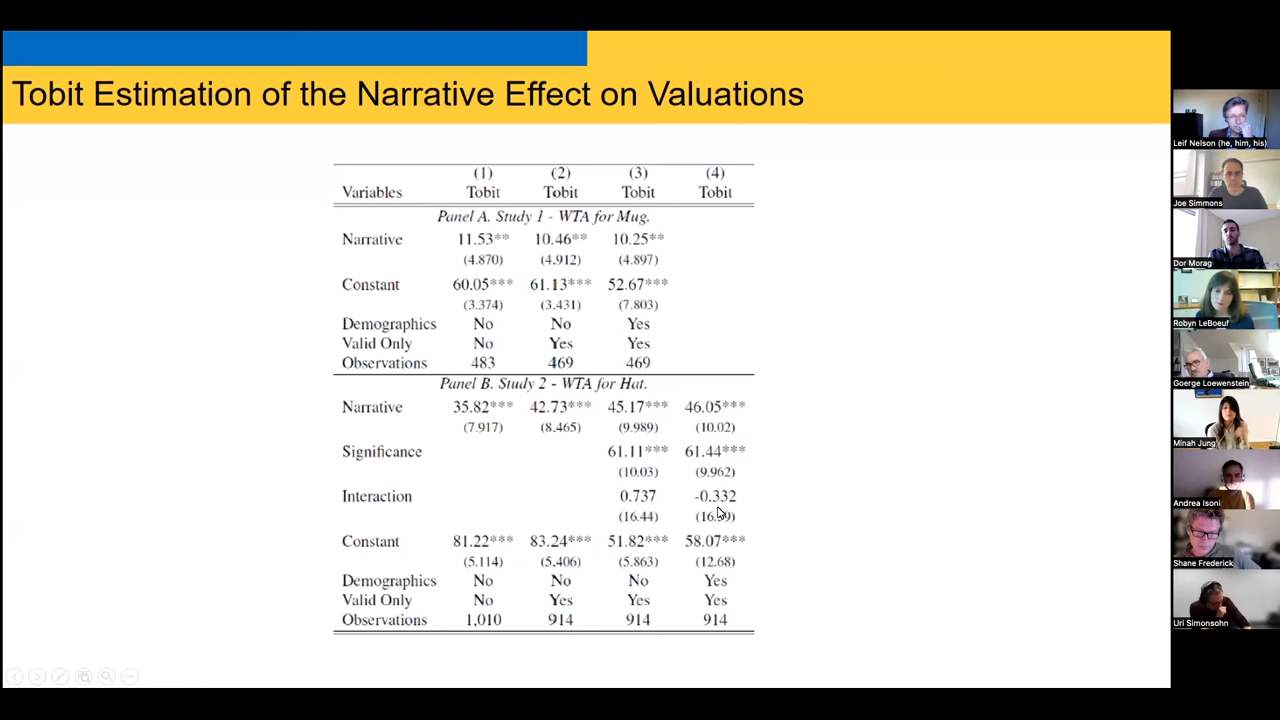 Tobit Estimation of the Narrative Effect on Valuations
(1) (2) (3) (4)
Variables Tobit Tobit Tobit Tobit
Panel A. Study 1 - WTA for Mug.
Narrative 11.53** 10.46** 10.25**
(4.870) (4.912) (4.897)
Constant 60.05*** 61.13*** 52.67***
(3.374) (3.431) (7.803)
Demographics No No Yes
Valid Only No Yes Yes
Observations 483 469 469
Panel B. Study 2 - WTA for Hat.
Narrative 35.82*** 42.73*** 45.17*** 46.05***
(7.917) (8.465) (9.989) (10.02)
Significance 61.11*** 61.44***
(10.03) (9.962)
Interaction 0.737 -0.332
(16.44)
Constant 81.22*** 83.24*** 51.82*** 58.07***
(5.114) (5.406) (5.863) (12.68)
Demographics No No No Yes
Valid Only No Yes Yes Yes
Observations 1,010 914 914 914
Leif Nelson (he, him, his)
Joe Simmons
Dor Morag
Robyn LeBoeuf
Goerge Loewenstein
Minah Jung
Andrea Isoni
Shane Frederick
Uri Simonsohn